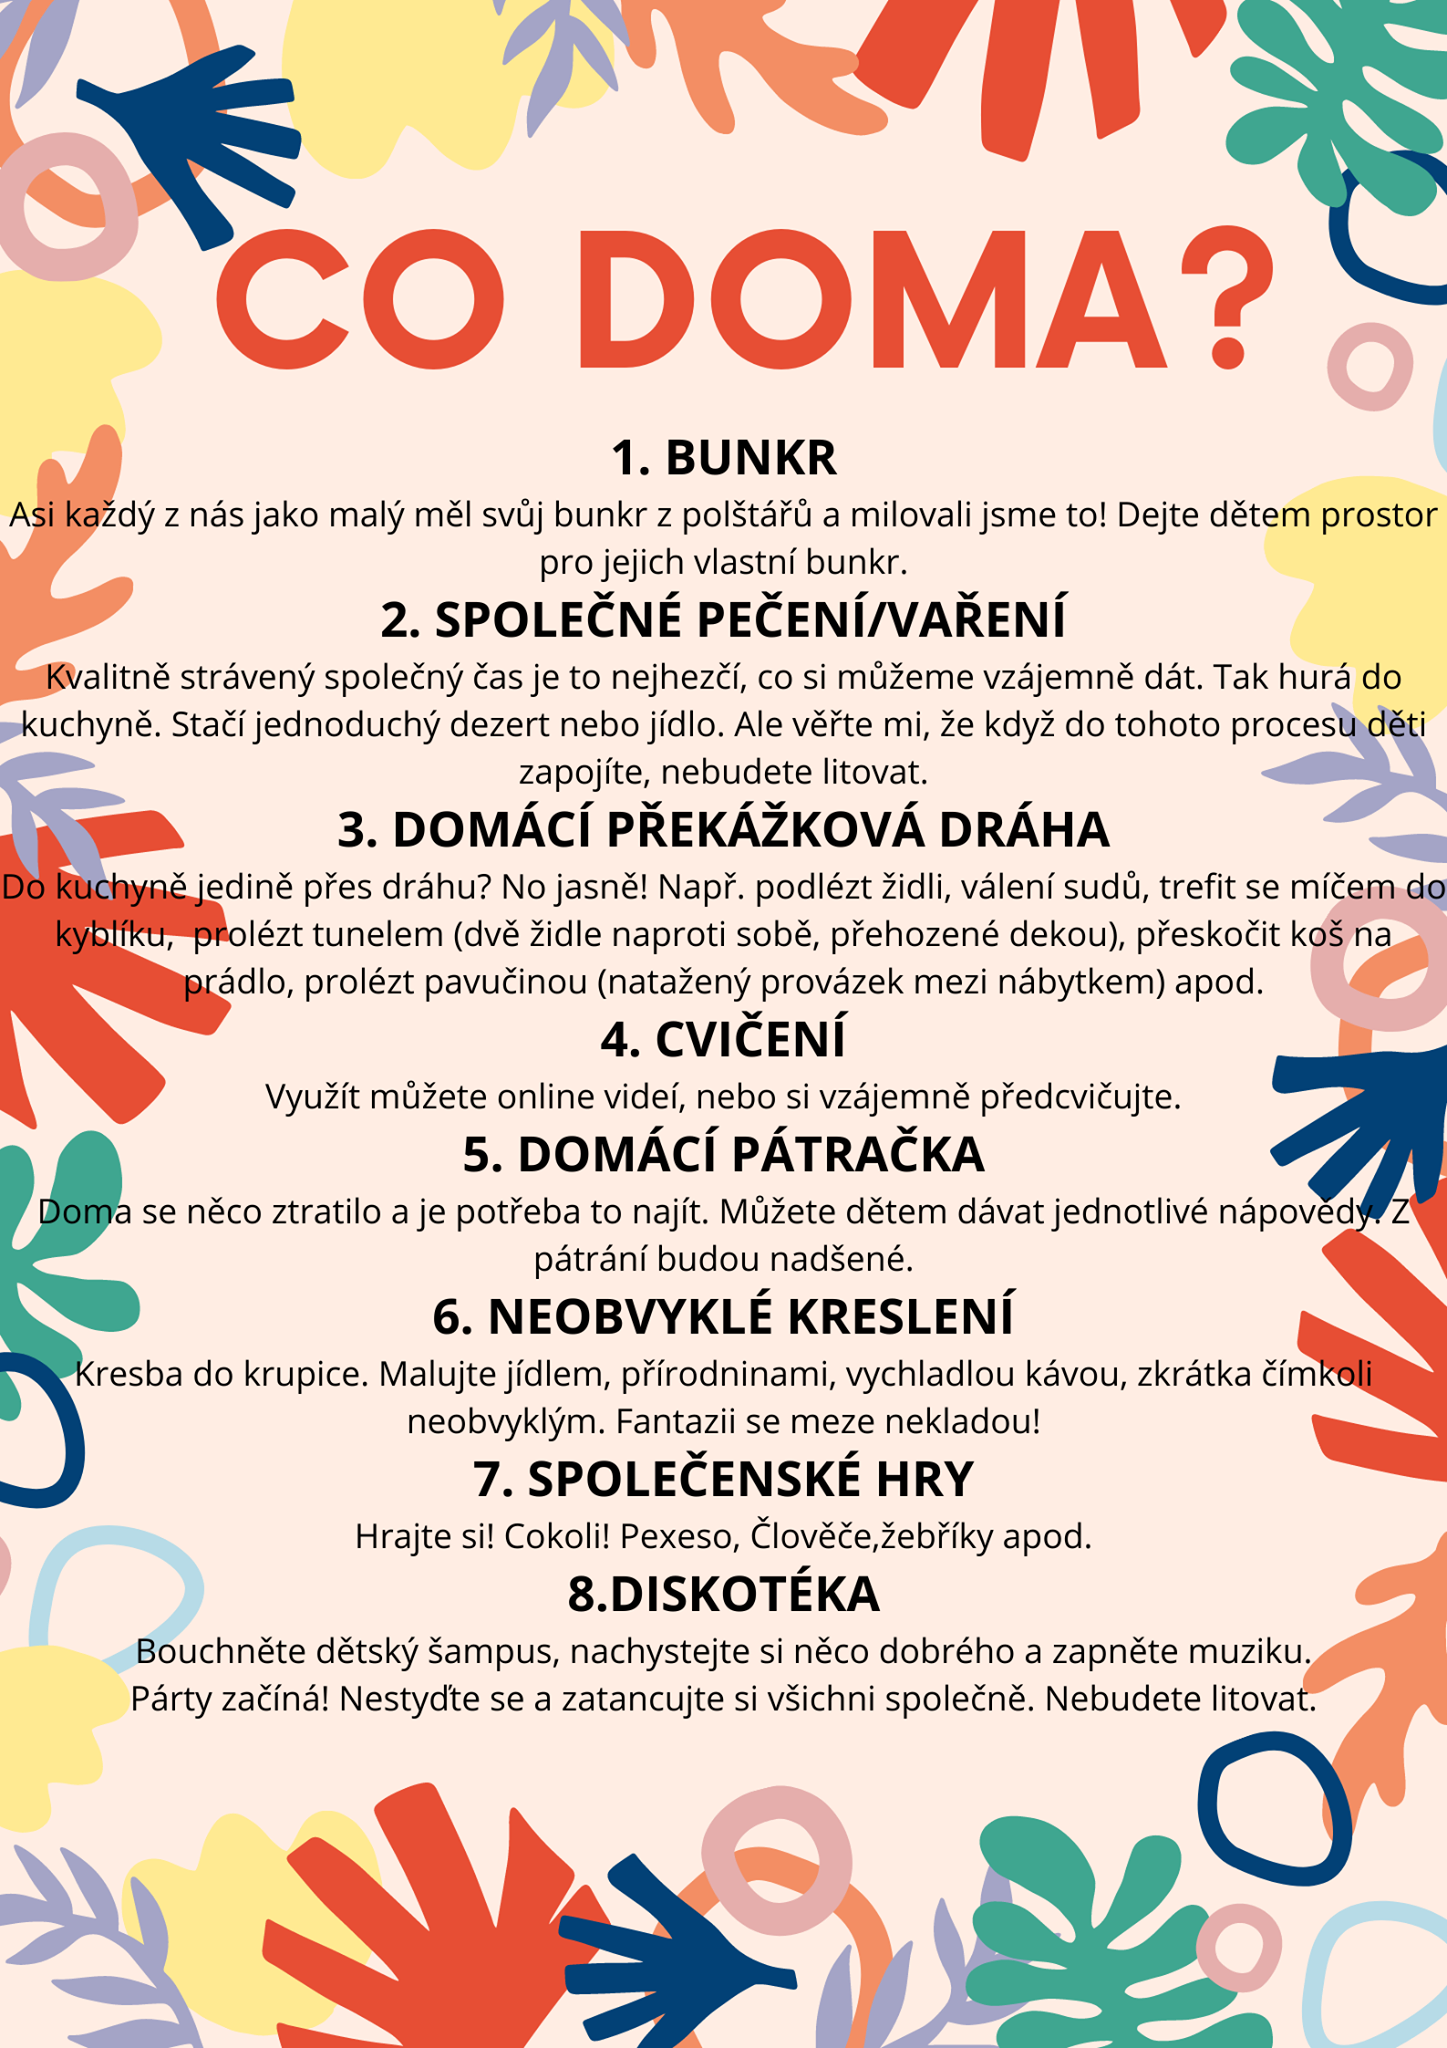 CO DOMA?
1. BUNKR
Asi každý z nás jako malý měl svůj bunkr z polštářů a milovali jsme to! Dejte dětem prostor
pro jejich vlastní bunkr.
2. SPOLEČNÉ PEČENÍ/VAŘENÍ
Kvalitně strávený společný čas je to nejhezčí, co si můžeme vzájemně dát. Tak hurá do
kuchyně. Stačí jednoduchý dezert nebo jídlo. Ale věřte mi, že když do tohoto procesu děti
zapojíte, nebudete litovat.
3. DOMÁCÍ PŘEKÁŽKOVÁ DRÁHA
Do kuchyně jedině přes dráhu? No jasně! Např. podlézt židli, válení sudů, trefit se míčem do
kyblíku,  prolézt tunelem (dvě židle naproti sobě, přehozené dekou), přeskočit koš na
prádlo, prolézt pavučinou (natažený provázek mezi nábytkem) apod.
4. CVIČENÍ
Využít můžete online videí, nebo si vzájemně předcvičujte.
5. DOMÁCÍ PÁTRAČKA
Doma se něco ztratilo a je potřeba to najít. Můžete dětem dávat jednotlivé nápovědy. Z
pátrání budou nadšené.
6. NEOBVYKLÉ KRESLENÍ
Kresba do krupice. Malujte jídlem, přírodninami, vychladlou kávou, zkrátka čímkoli
neobvyklým. Fantazii se meze nekladou!
7. SPOLEČENSKÉ HRY
Hrajte si! Cokoli! Pexeso, Člověče,žebříky apod.
8.DISKOTÉKA
Bouchněte dětský šampus, nachystejte si něco dobrého a zapněte muziku.
Párty začíná! Nestyďte se a zatancujte si všichni společně. Nebudete litovat.